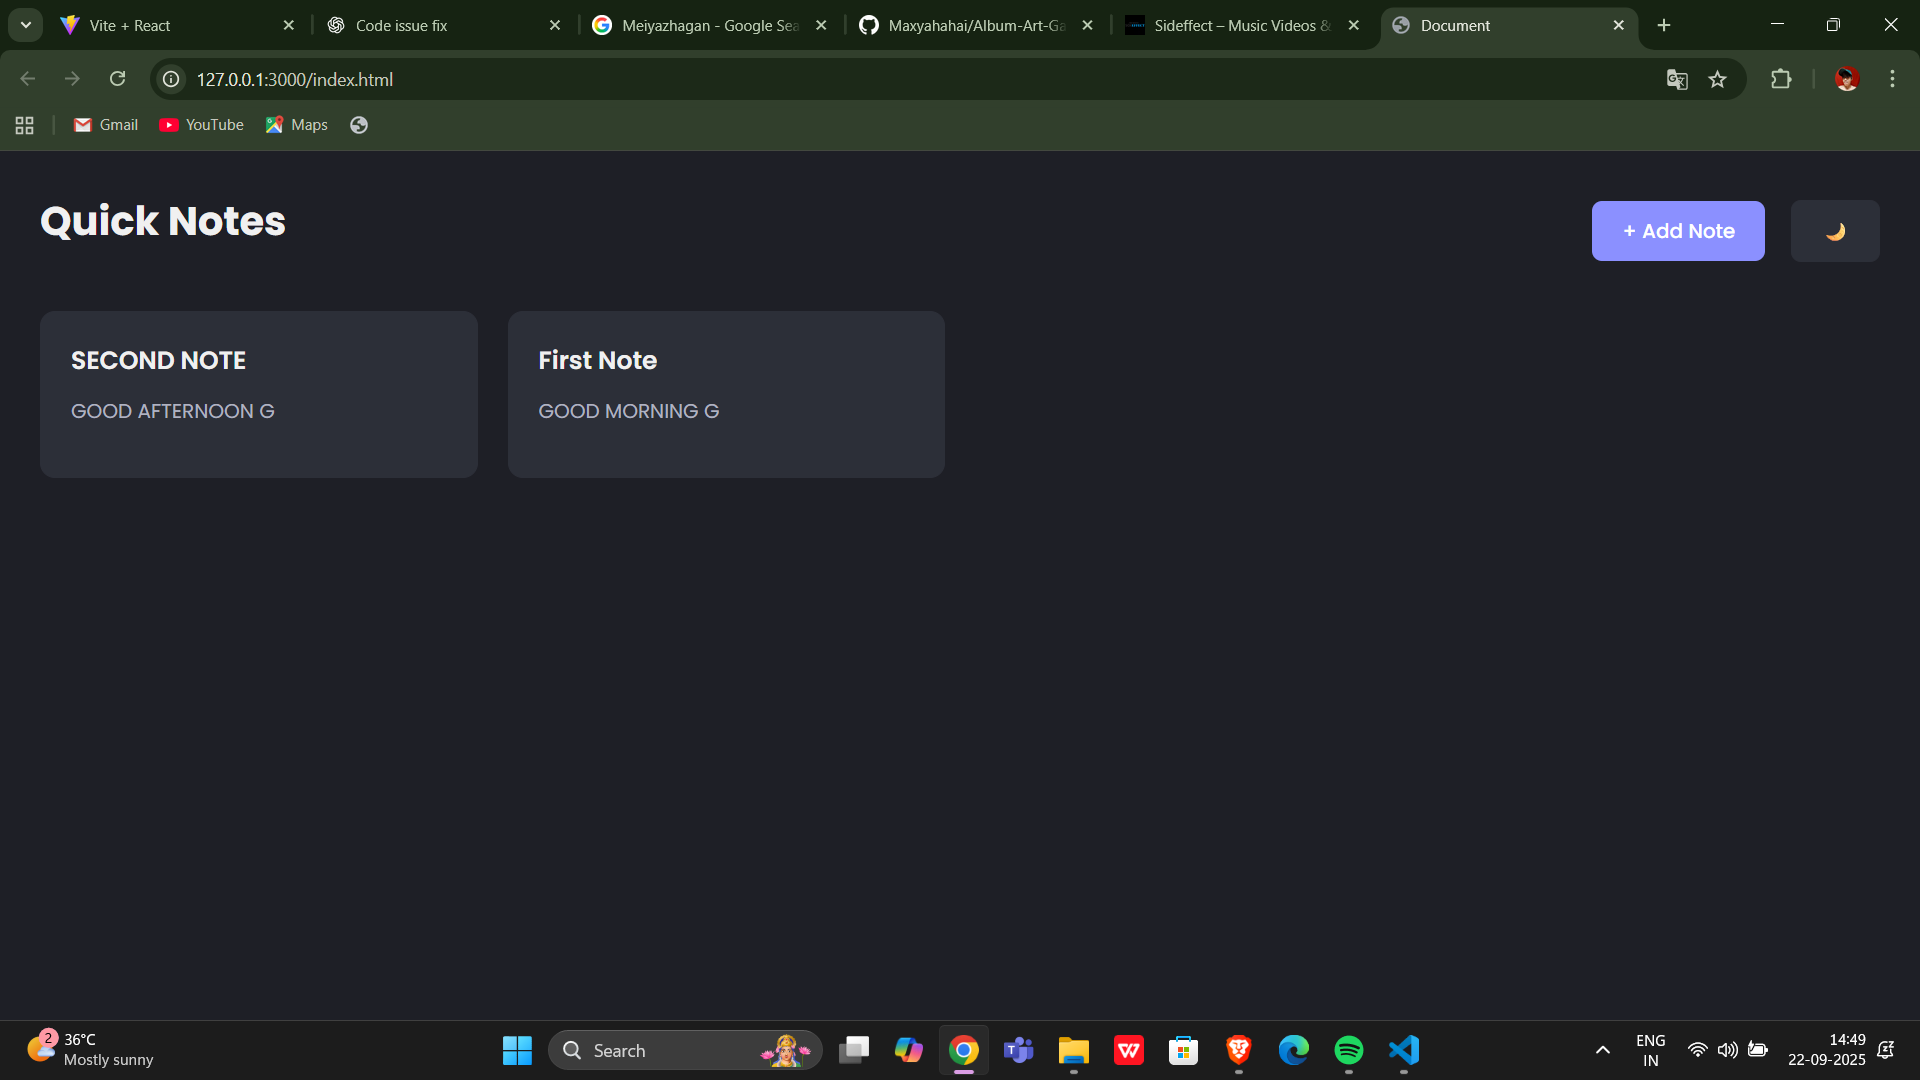 Vite + React
Code issue fix
Meiyazhagan - Google Sea
Maxyahahai/Album-Art-Ga
Sideffect – Music Videos &
Document
127.0.0.1:3000/index.html
Gmail
YouTube
Maps
Quick Notes
+ Add Note
SECOND NOTE
GOOD AFTERNOON G
First Note
GOOD MORNING G
2
36°C
Mostly sunny
Search
ENG
IN
14:49
22-09-2025